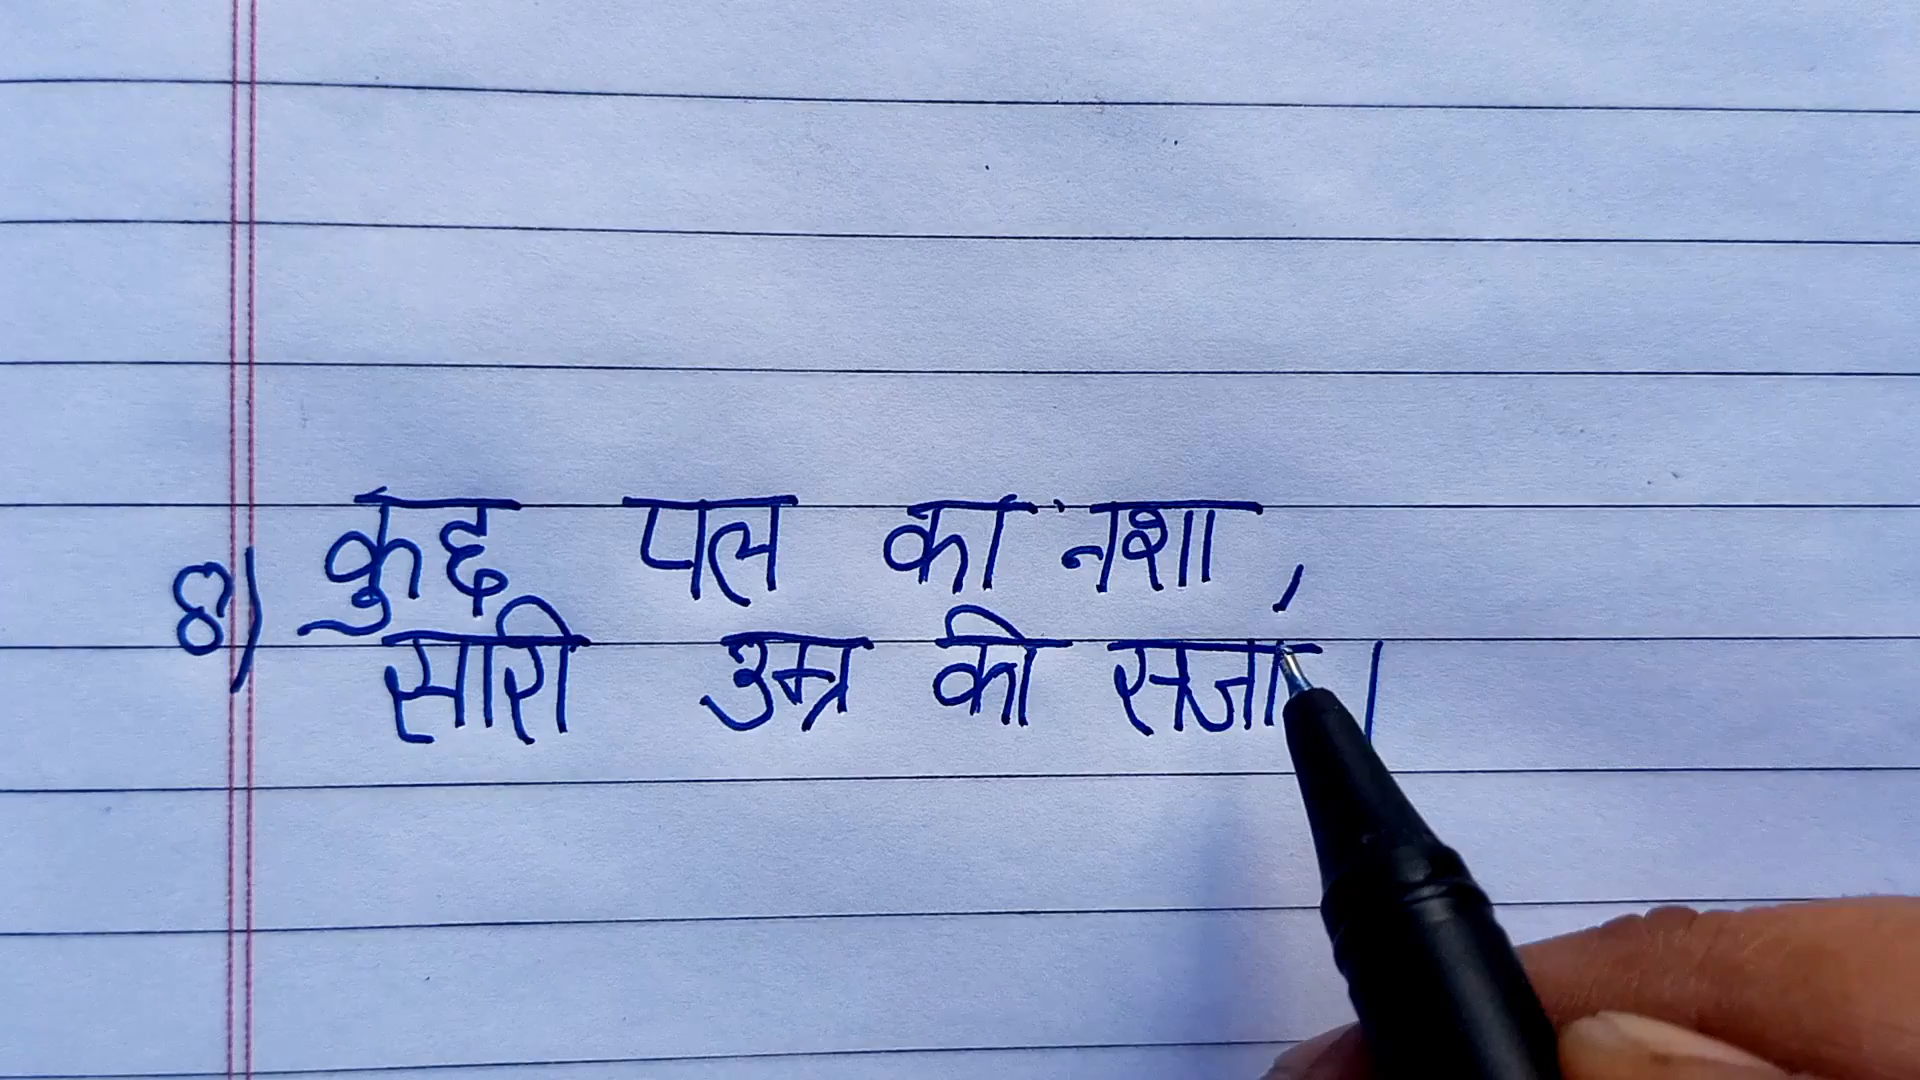 8) कुछ पल का नशा,
सारी उम्र की सजा।